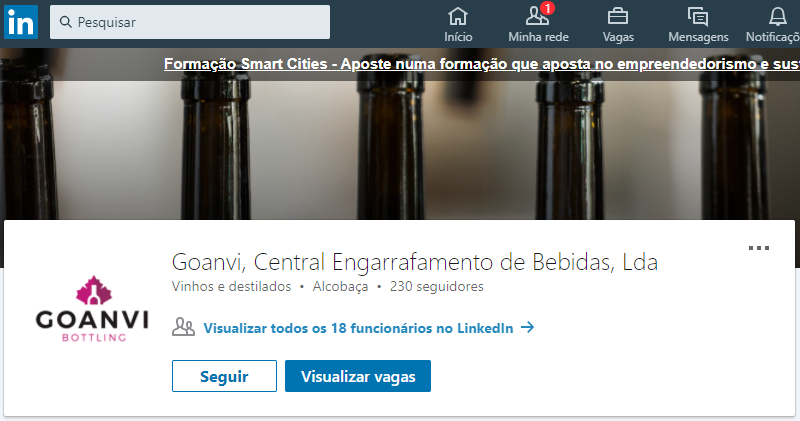 in
Pesquisar
1
Início
Minha rede
Vagas
Mensagens
Notificaçõ
Formação Smart Cities - Aposte numa formação que aposta no empreendedorismo e sust
Goanvi, Central Engarrafamento de Bebidas, Lda
Vinhos e destilados • Alcobaça • 230 seguidores
GOANVI
BOTTLING
Visualizar todos os 18 funcionários no LinkedIn →
Seguir
Visualizar vagas